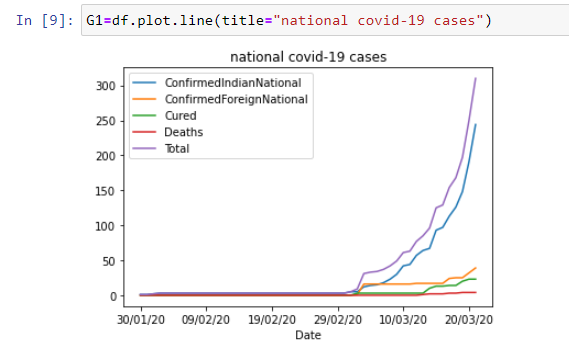 In [9]: G1=df.plot.line(title="national covid-19 cases")
national covid-19 cases
ConfirmedIndianNational
ConfirmedForeignNational
Cured
Deaths
Total
300
250
200
150
100
50
0
30/01/20 09/02/20 19/02/20 29/02/20 10/03/20 20/03/20
Date